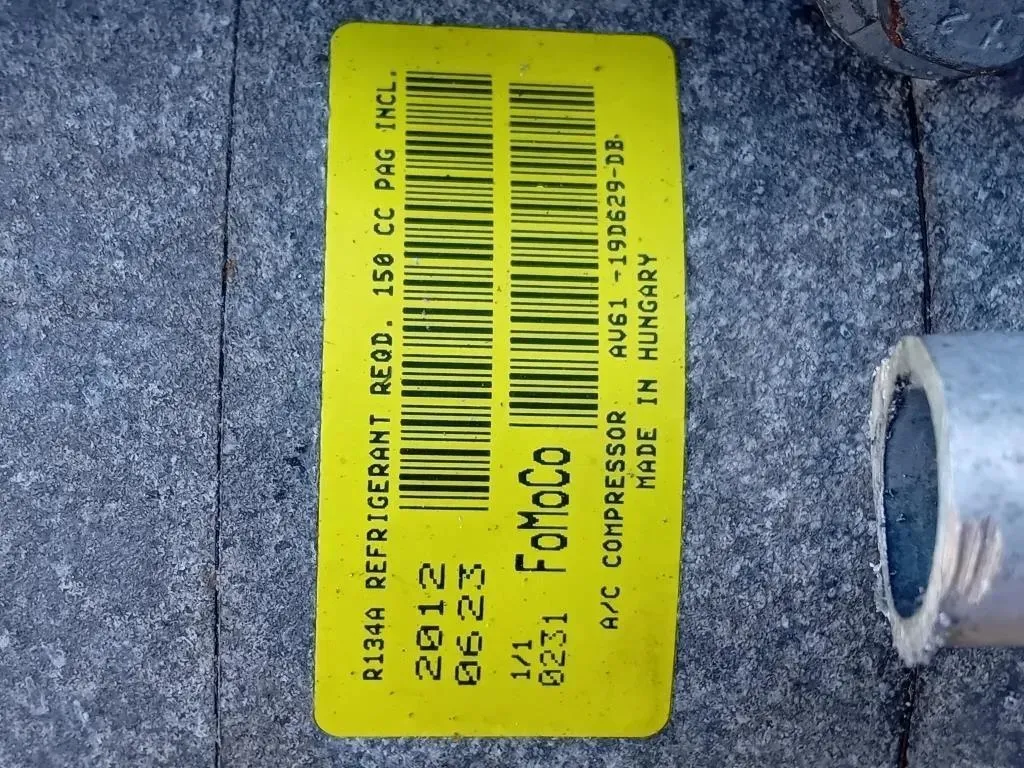 R134A REFRIGERANT REQD. 150 CC PAG INCL.
2012
0623
1/1
0231 FoMoCo
A/C COMPRESSOR AV61-19D629-DB
MADE IN HUNGARY